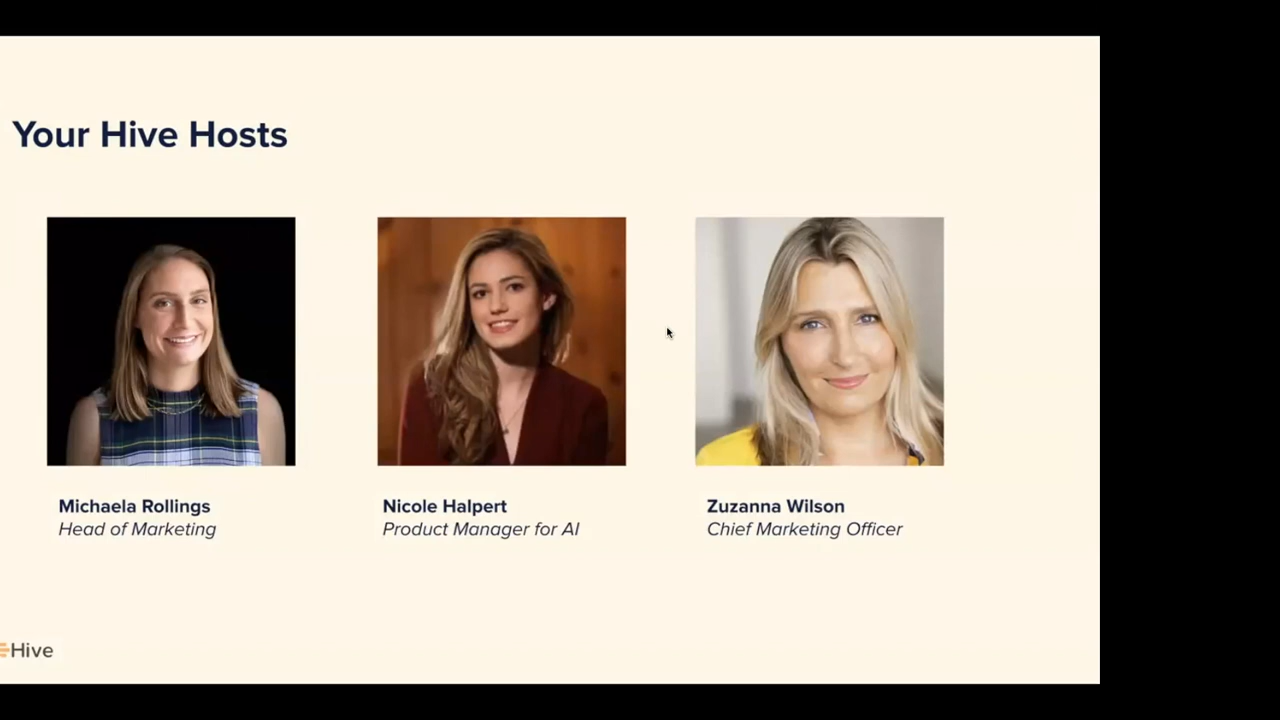 Your Hive Hosts
Michaela Rollings
Head of Marketing
Nicole Halpert
Product Manager for AI
Zuzanna Wilson
Chief Marketing Officer
Hive